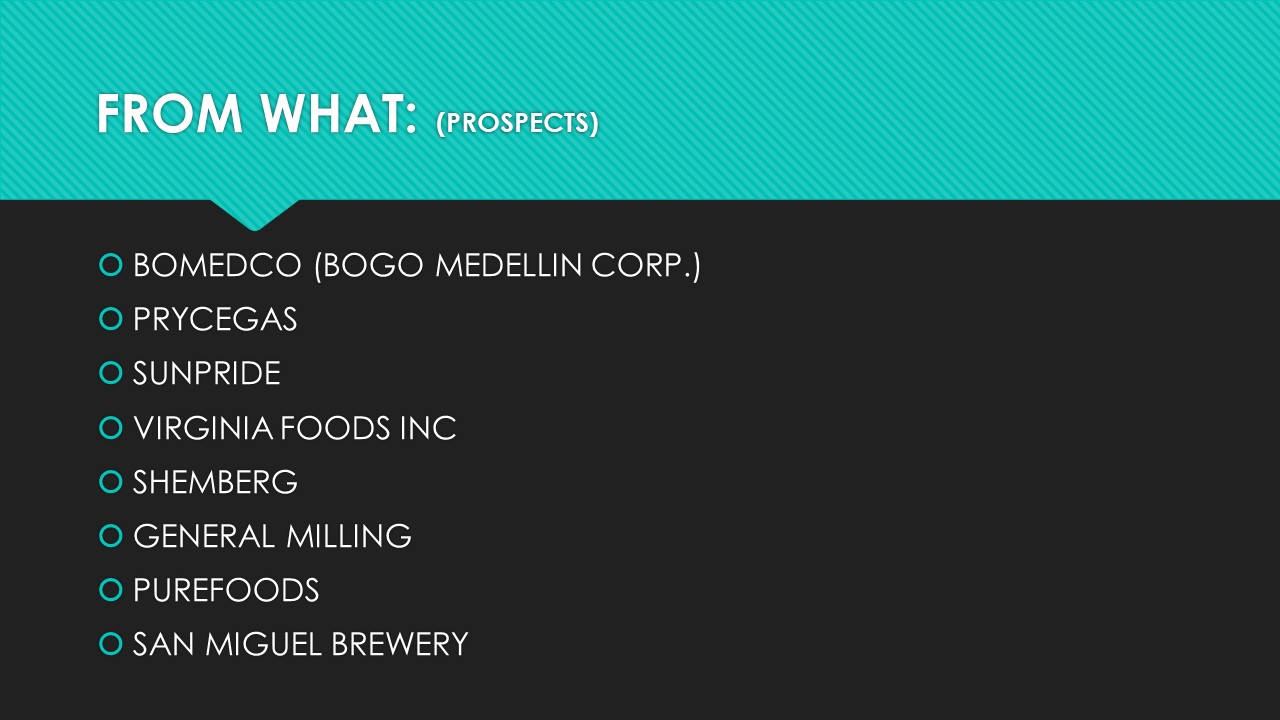 FROM WHAT: (PROSPECTS)
BOMEDCO (BOGO MEDELLIN CORP.)
PRYCEGAS
SUNPRIDE
VIRGINIA FOODS INC
SHEMBERG
GENERAL MILLING
PUREFOODS
SAN MIGUEL BREWERY